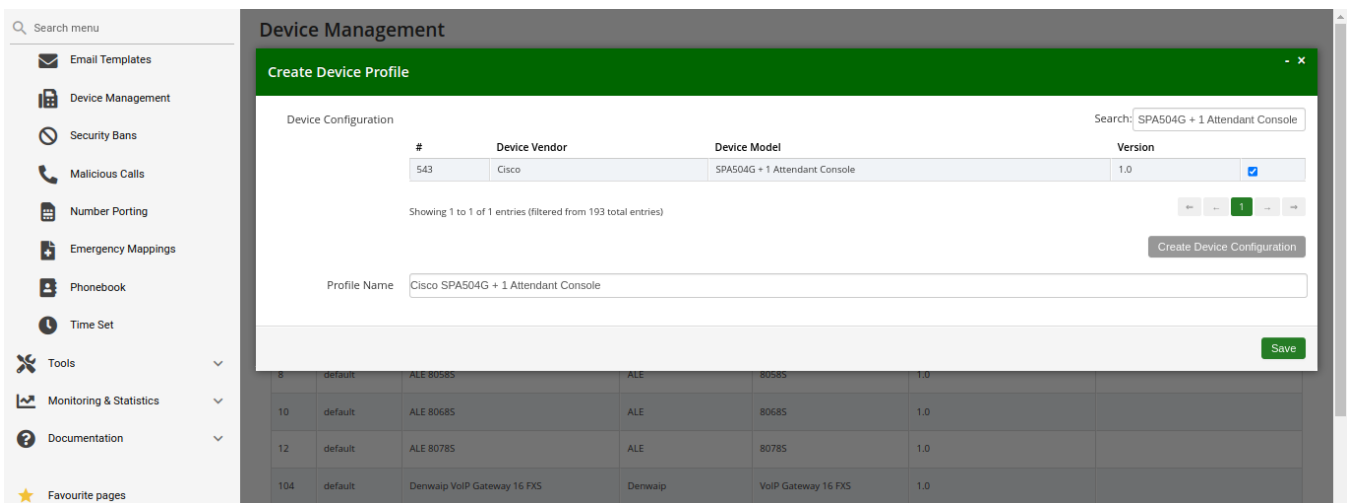 Search menu
Email Templates
Device Management
Security Bans
Malicious Calls
Number Porting
Emergency Mappings
Phonebook
Time Set
Tools
Monitoring & Statistics
Documentation
Favourite pages
Device Management
Create Device Profile
- ×
Device Configuration
Search: SPA504G + 1 Attendant Console
# Device Vendor Device Model Version
543 Cisco SPA504G + 1 Attendant Console 1.0
Showing 1 to 1 of 1 entries (filtered from 193 total entries)
⇐ ← 1 → ⇒
Create Device Configuration
Profile Name Cisco SPA504G + 1 Attendant Console
Save
8 default ALE 8058S ALE 8058S 1.0
10 default ALE 8068S ALE 8068S 1.0
12 default ALE 8078S ALE 8078S 1.0
104 default Denwaip VoIP Gateway 16 FXS Denwaip VoIP Gateway 16 FXS 1.0